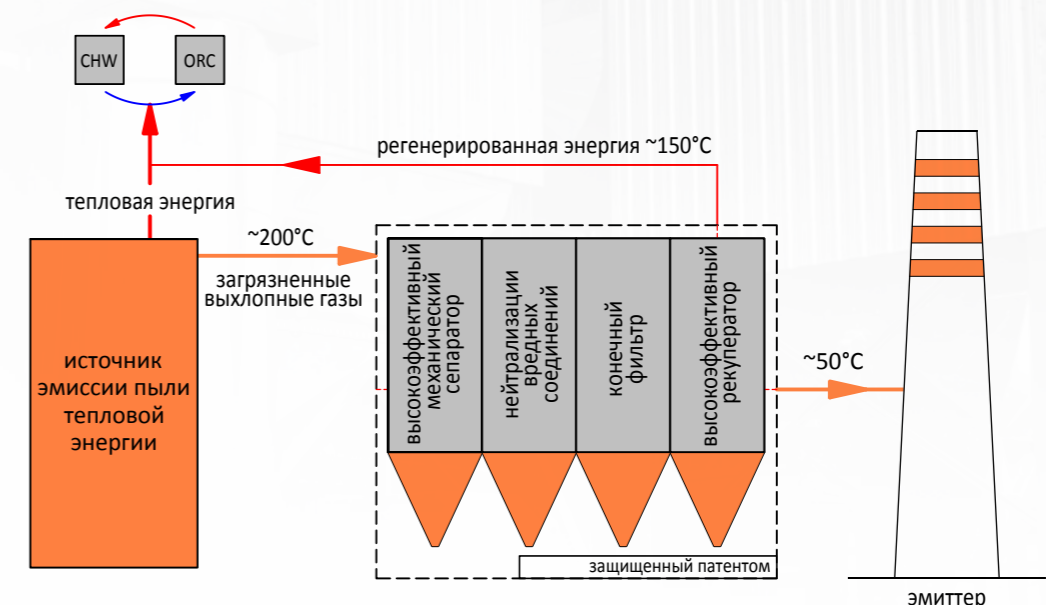 CHW
ORC
регенерированная энергия ~150°C
тепловая энергия
~200°C
загрязненные
выхлопные газы
источник
эмиссии пыли
тепловой
энергии
высокоэффективный
механический
сепаратор
нейтрализации
вредных
соединений
конечный
фильтр
высокоэффективный
рекуператор
~50°C
защищенный патентом
эмиттер